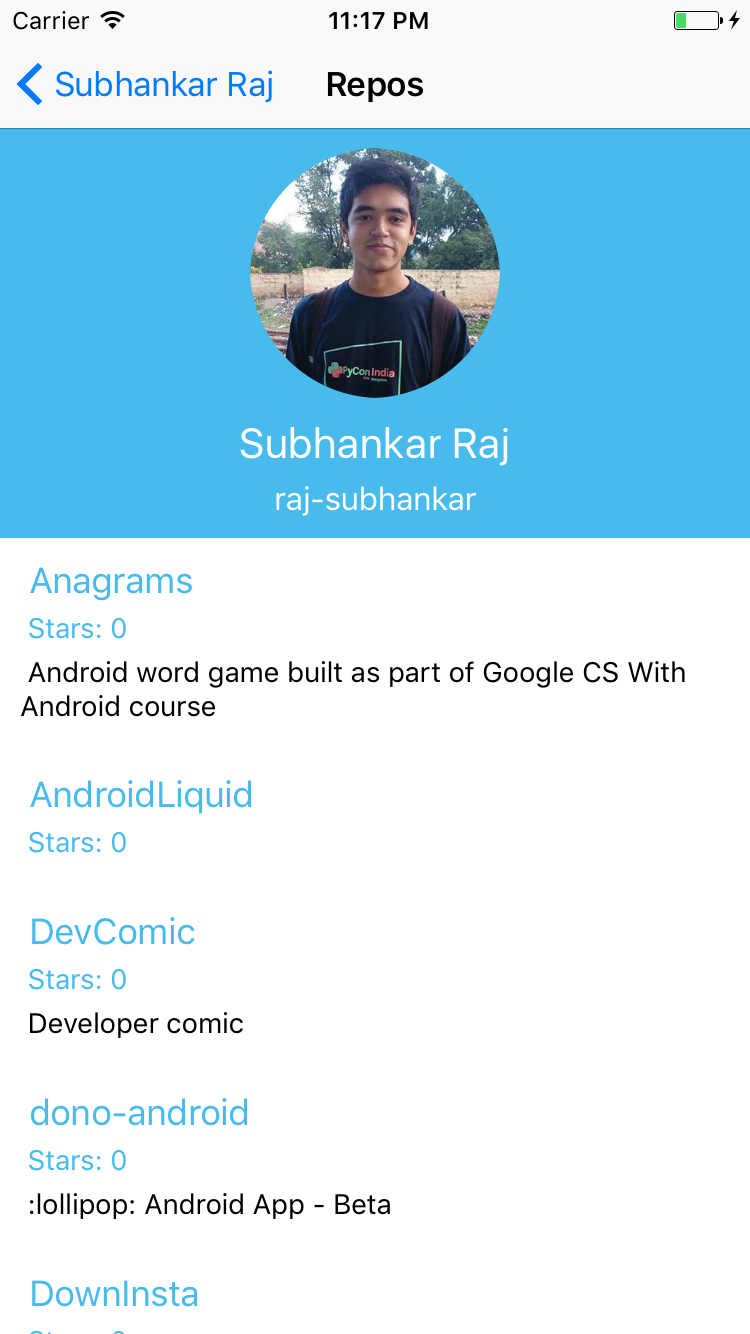 Carrier 11:17 PM
Subhankar Raj Repos
PyCon India
Subhankar Raj
raj-subhankar
Anagrams
Stars: 0
Android word game built as part of Google CS With
Android course
AndroidLiquid
Stars: 0
DevComic
Stars: 0
Developer comic
dono-android
Stars: 0
:lollipop: Android App - Beta
DownInsta